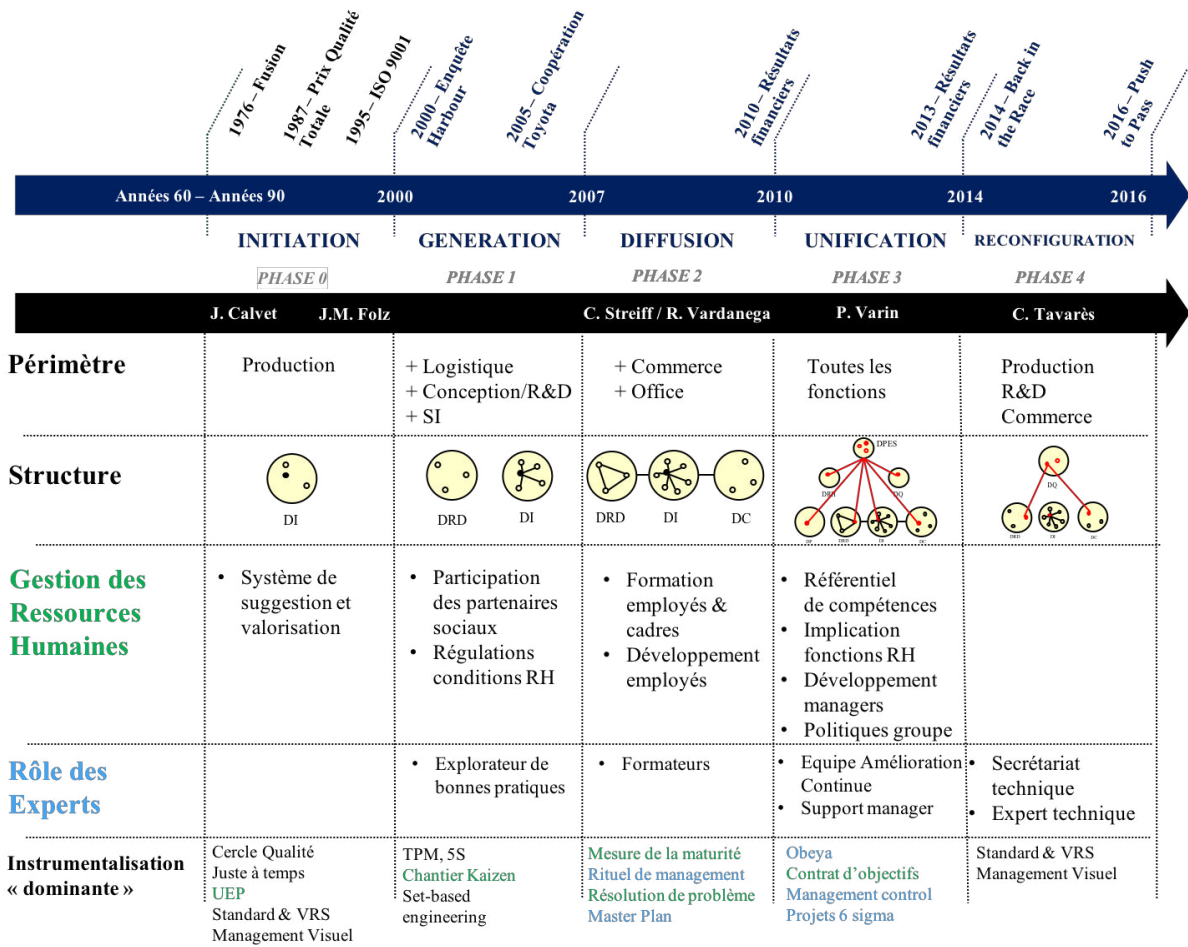 1976 – Fusion
1987– Prix Qualité
Totale
1995– ISO 9001
2000– Enquête
Harbour
2005– Coopération
Toyota
2010 – Résultats
financiers
2013 – Résultats
financiers
2014 – Back in
the Race
2016 – Push
to Pass
Années 60 – Années 90
2000
2007
2010
2014
2016
INITIATION
GENERATION
DIFFUSION
UNIFICATION
RECONFIGURATION
PHASE 0
PHASE 1
PHASE 2
PHASE 3
PHASE 4
J. Calvet
J.M. Folz
C. Streiff / R. Vardanega
P. Varin
C. Tavarès
Périmètre
Production
+ Logistique
+ Conception/R&D
+ SI
+ Commerce
+ Office
Toutes les
fonctions
Production
R&D
Commerce
Structure
DI
DRD
DI
DRD
DI
DC
DPES
DRH
DQ
DP
DRD
DI
DC
DQ
DRD
DI
DC
Gestion des
Ressources
Humaines
• Système de
suggestion et
valorisation
• Participation
des partenaires
sociaux
• Régulations
conditions RH
• Formation
employés &
cadres
• Développement
employés
• Référentiel
de compétences
• Implication
fonctions RH
• Développement
managers
• Politiques groupe
Rôle des
Experts
• Explorateur de
bonnes pratiques
• Formateurs
• Equipe Amélioration
Continue
• Support manager
• Secrétariat
technique
• Expert technique
Instrumentalisation
« dominante »
Cercle Qualité
Juste à temps
UEP
Standard & VRS
Management Visuel
TPM, 5S
Chantier Kaizen
Set-based
engineering
Mesure de la maturité
Rituel de management
Résolution de problème
Master Plan
Obeya
Contrat d’objectifs
Management control
Projets 6 sigma
Standard & VRS
Management Visuel